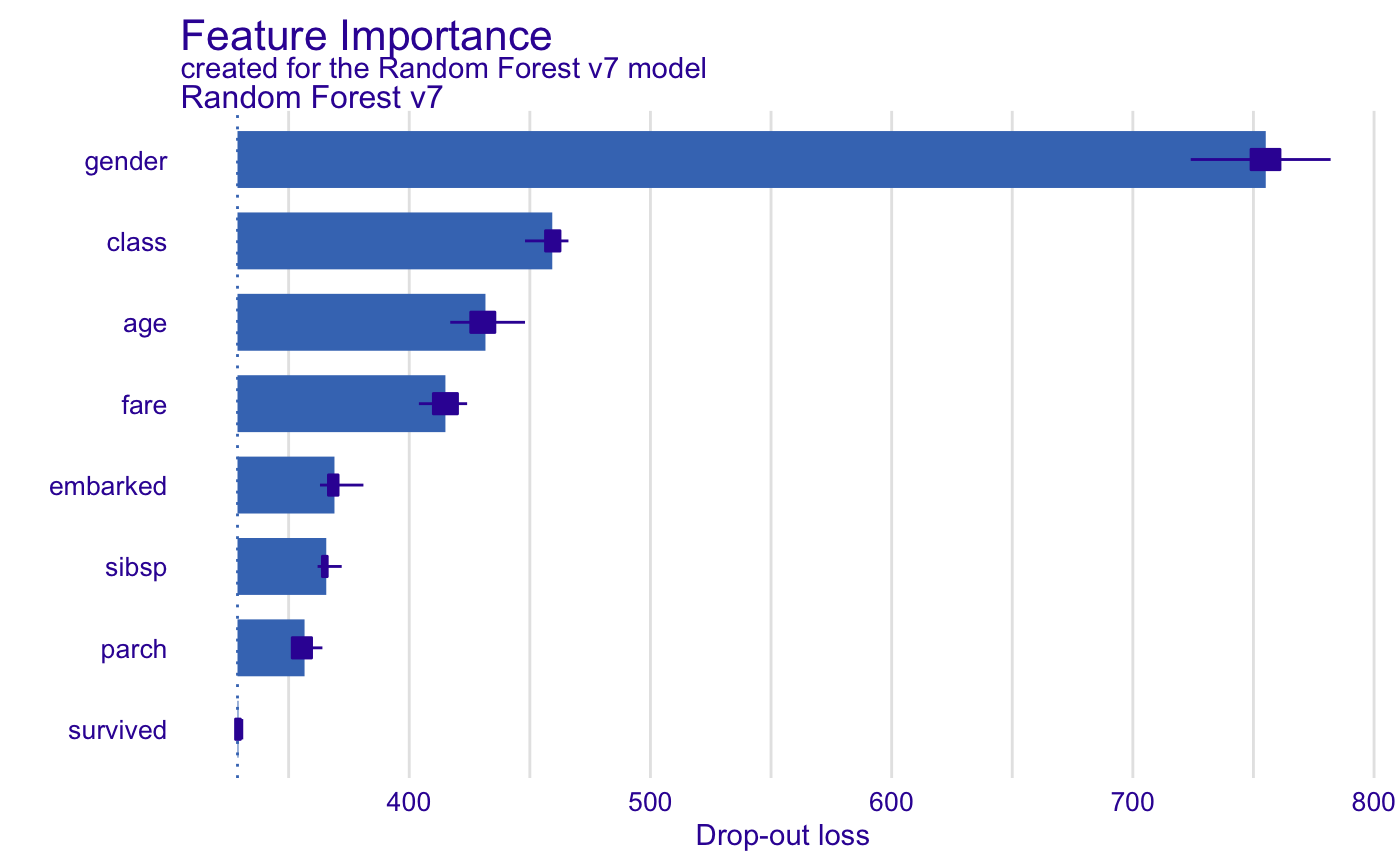 Feature Importance
created for the Random Forest v7 model
Random Forest v7
gender
class
age
fare
embarked
sibsp
parch
survived
400 500 600 700 800
Drop-out loss